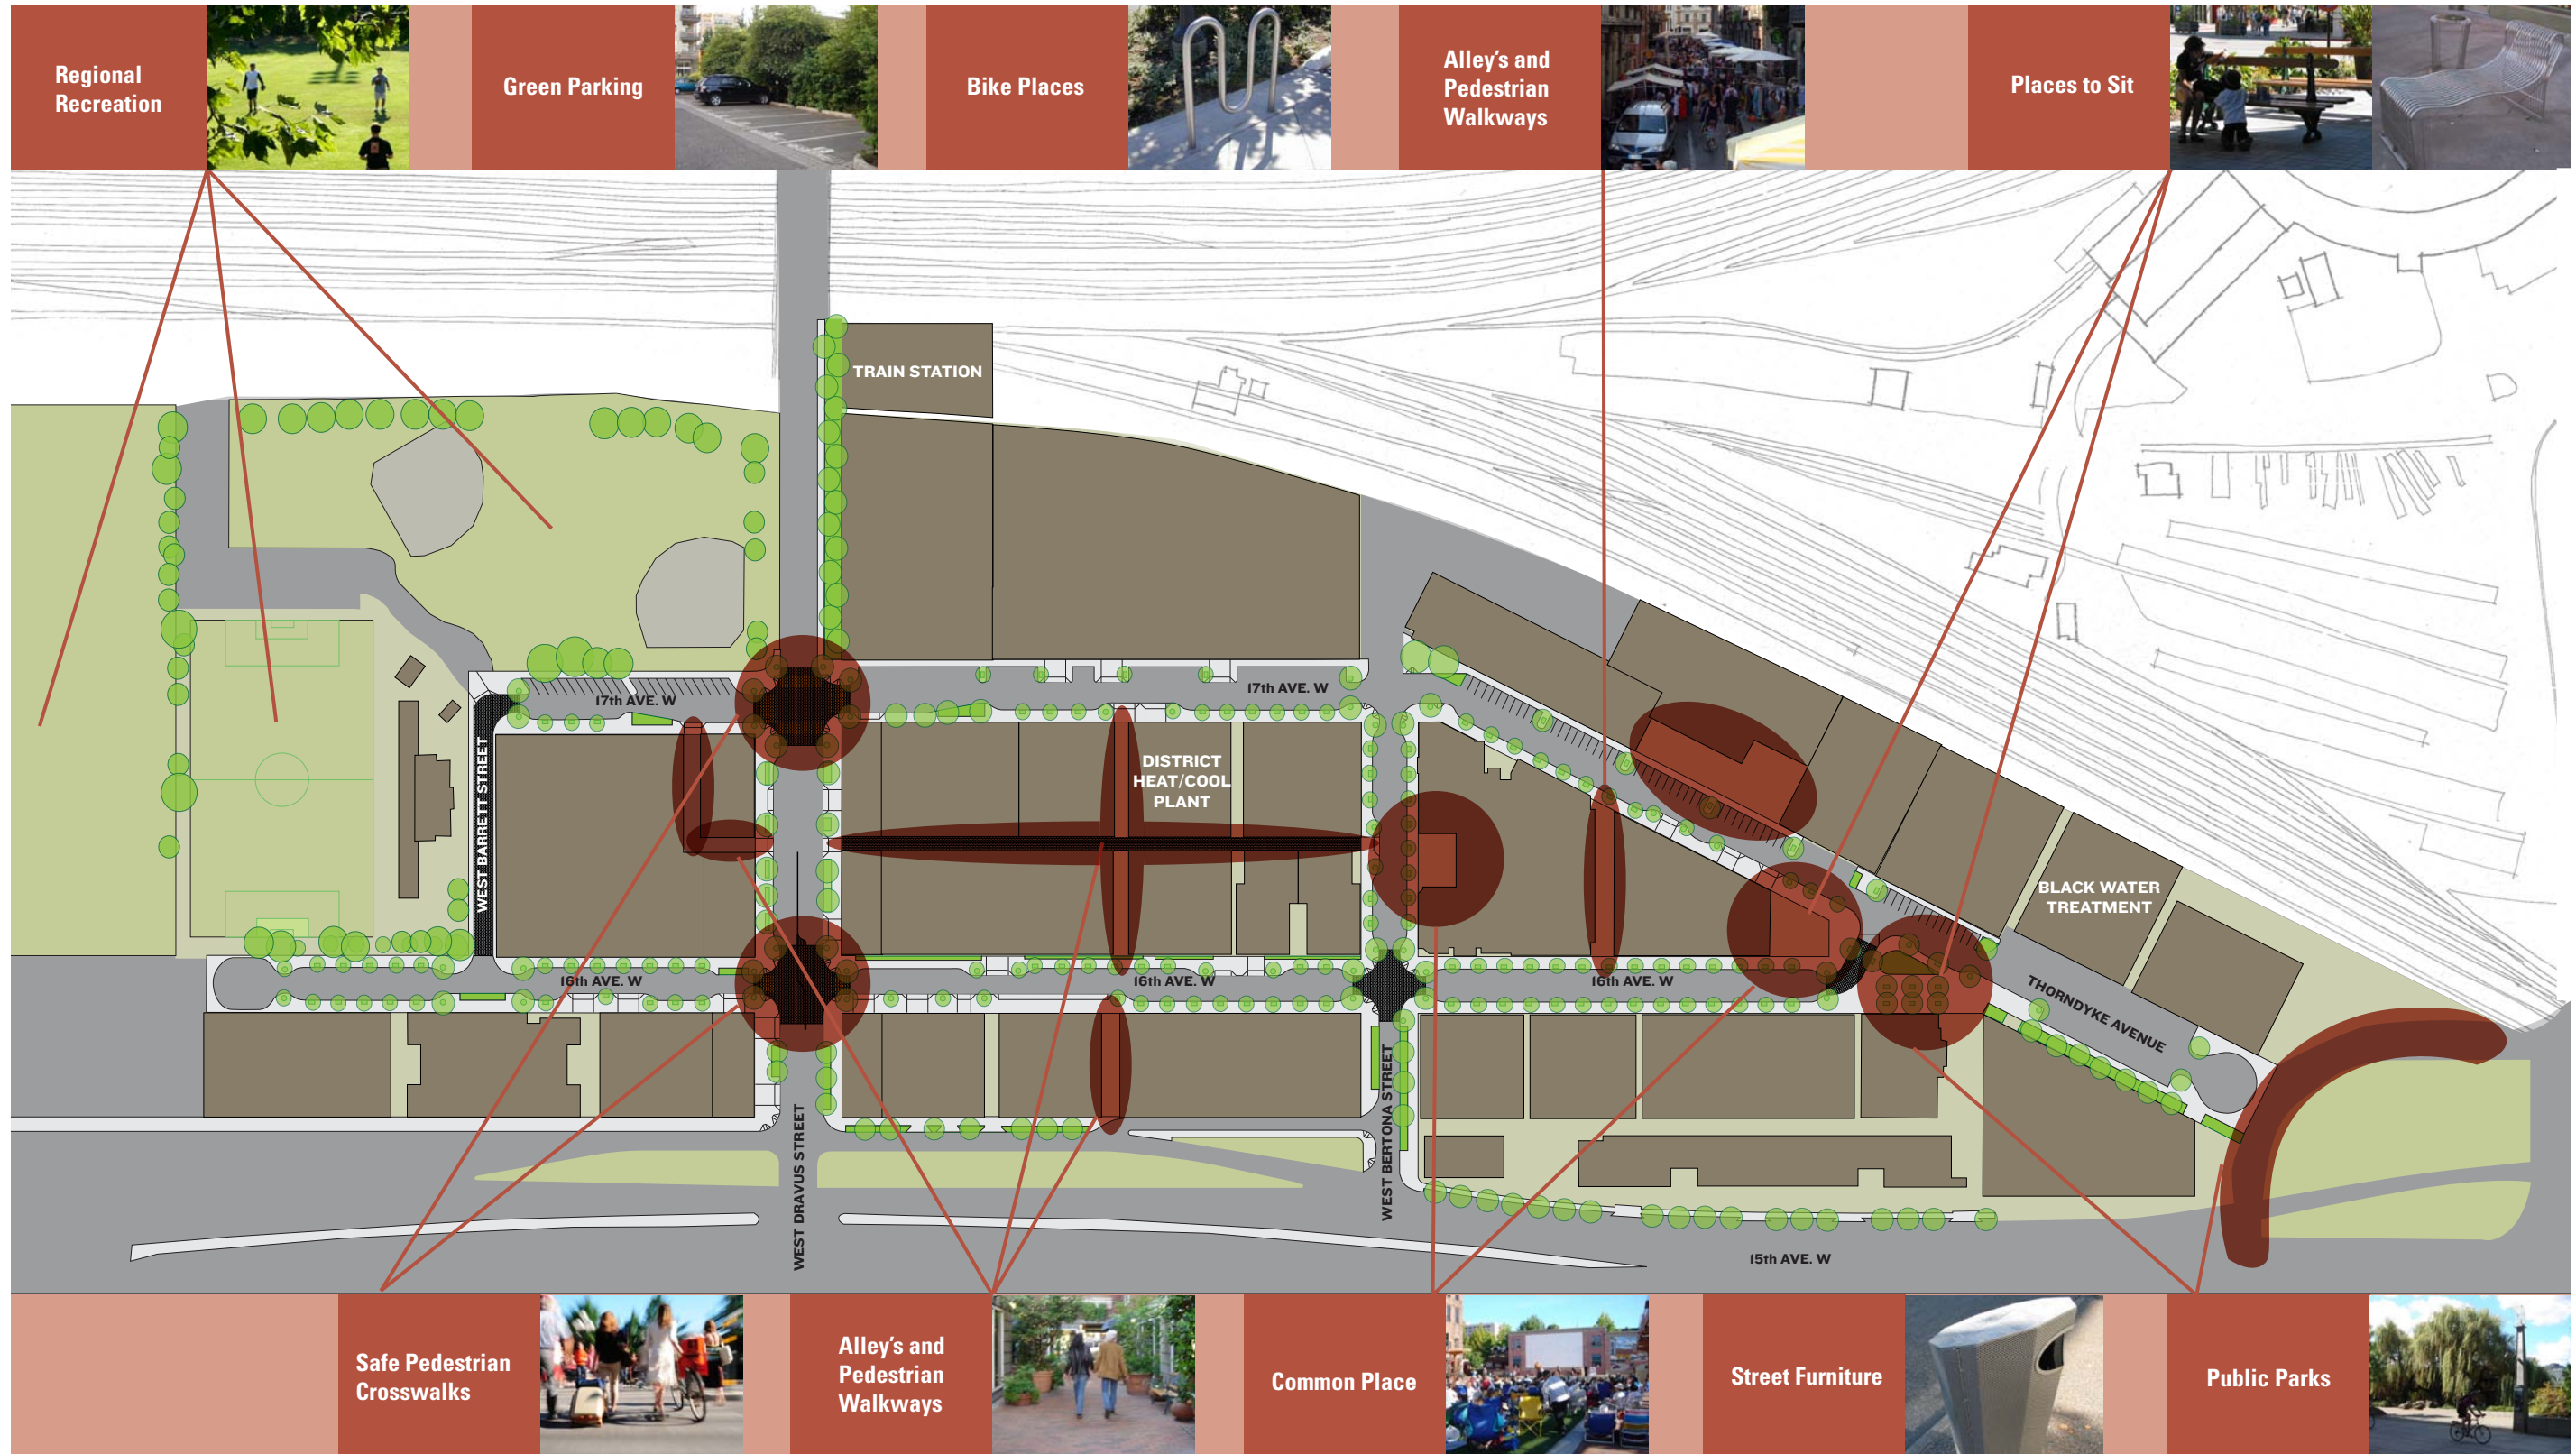 Regional
Recreation
Green Parking
Bike Places
Alley's and
Pedestrian
Walkways
Places to Sit
TRAIN STATION
17th AVE. W
17th AVE. W
WEST BARRETT STREET
DISTRICT
HEAT/COOL
PLANT
BLACK WATER
TREATMENT
16th AVE. W
16th AVE. W
16th AVE. W
THORNDYKE AVENUE
WEST DRAVUS STREET
WEST BERTONA STREET
15th AVE. W
Safe Pedestrian
Crosswalks
Alley's and
Pedestrian
Walkways
Common Place
Street Furniture
Public Parks